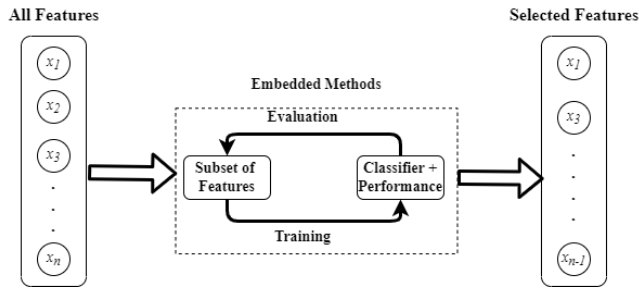 All Features
Selected Features
x1
x2
x3
xn
Embedded Methods
Evaluation
Subset of
Features
Classifier +
Performance
Training
x1
x3
xn-1